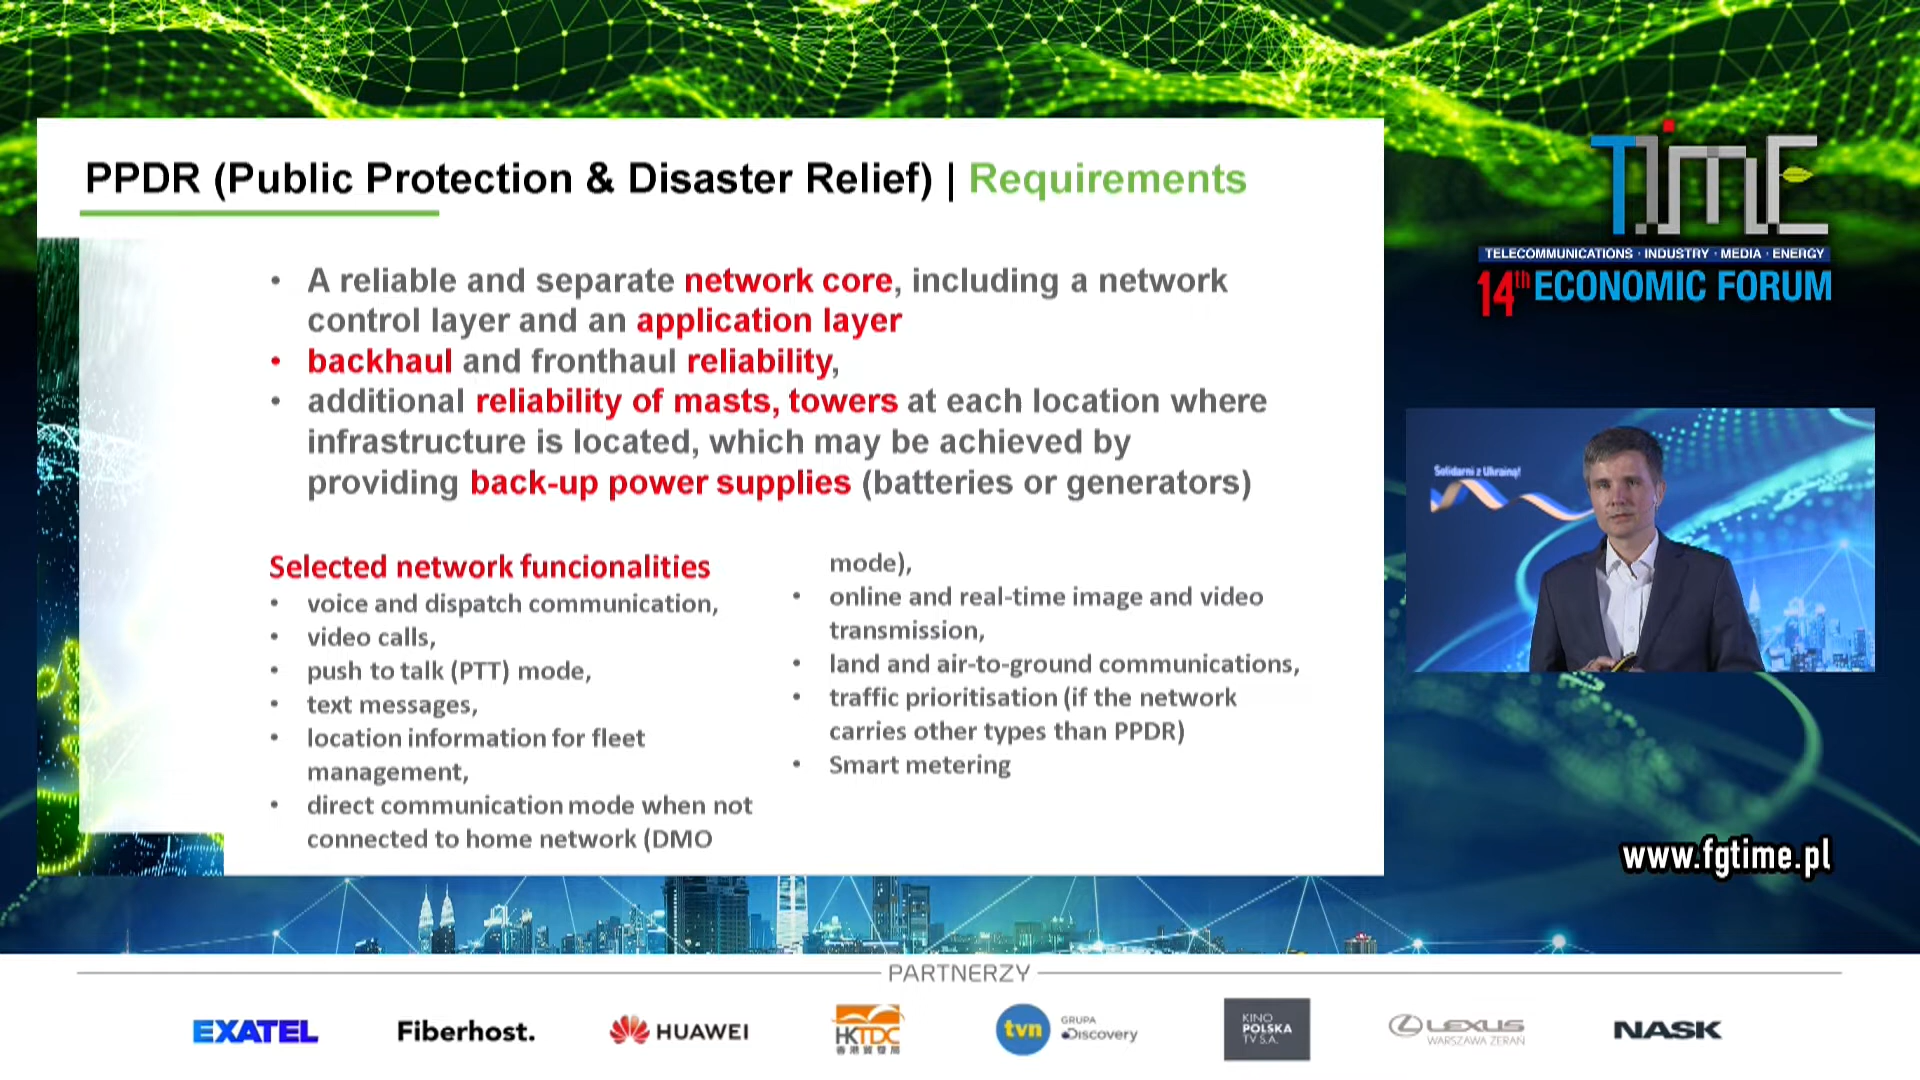 PPDR (Public Protection & Disaster Relief) | Requirements
• A reliable and separate network core, including a network
control layer and an application layer
• backhaul and fronthaul reliability,
• additional reliability of masts, towers at each location where
infrastructure is located, which may be achieved by
providing back-up power supplies (batteries or generators)
Selected network funcionalities
• voice and dispatch communication,
• video calls,
• push to talk (PTT) mode,
• text messages,
• location information for fleet
management,
• direct communication mode when not
connected to home network (DMO
mode),
• online and real-time image and video
transmission,
• land and air-to-ground communications,
• traffic prioritisation (if the network
carries other types than PPDR)
• Smart metering
TIME
TELECOMMUNICATIONS · INDUSTRY · MEDIA · ENERGY
14th ECONOMIC FORUM
Solidarni z Ukrainą!
www.fgtime.pl
PARTNERZY
EXATEL
Fiberhost.
HUAWEI
HKTDC
香港貿發局
tvn
GRUPA
Discovery
KINO
POLSKA
TV S.A.
LEXUS
WARSZAWA ŻERAŃ
NASK